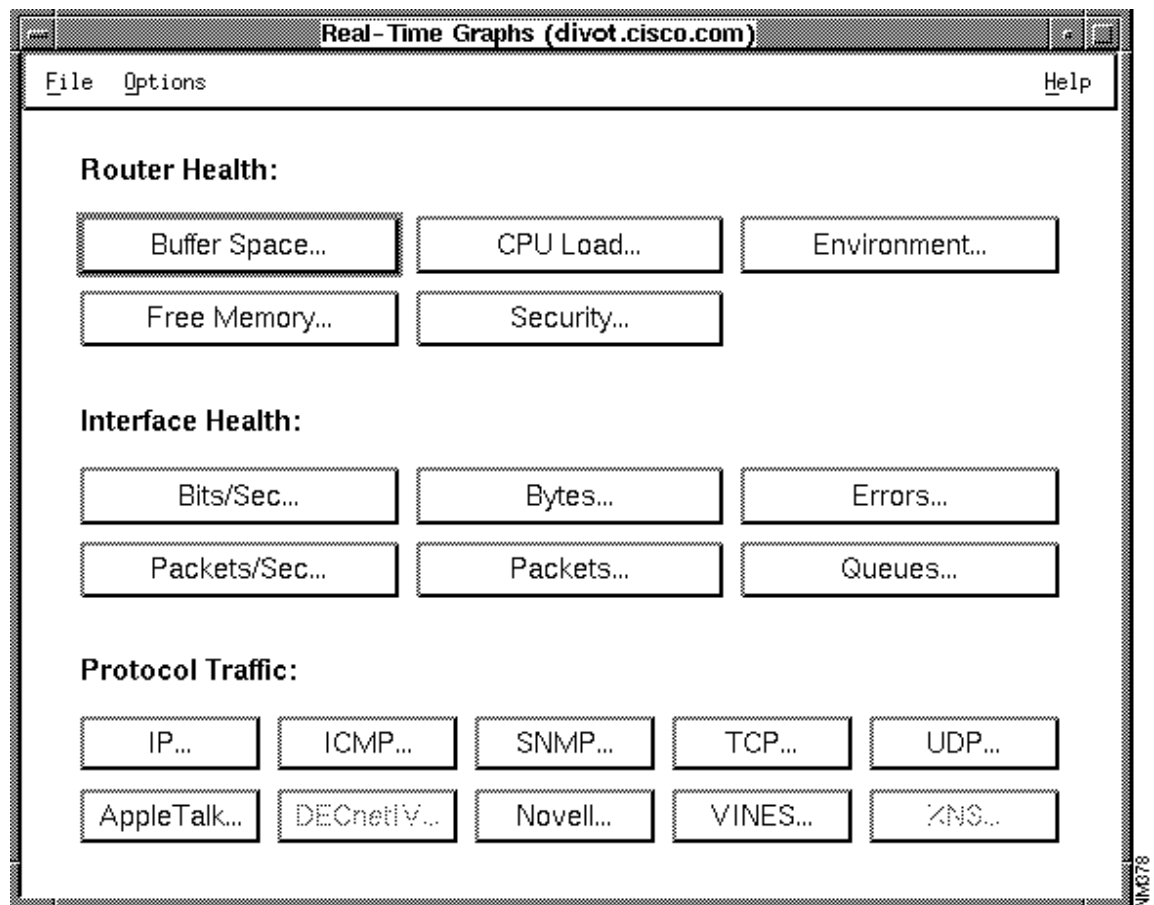 Real-Time Graphs (divot.cisco.com)
File Options Help
Router Health:
Buffer Space... CPU Load... Environment...
Free Memory... Security...
Interface Health:
Bits/Sec... Bytes... Errors...
Packets/Sec... Packets... Queues...
Protocol Traffic:
IP... ICMP... SNMP... TCP... UDP...
AppleTalk... DECnetIV... Novell... VINES... XNS...
NM378